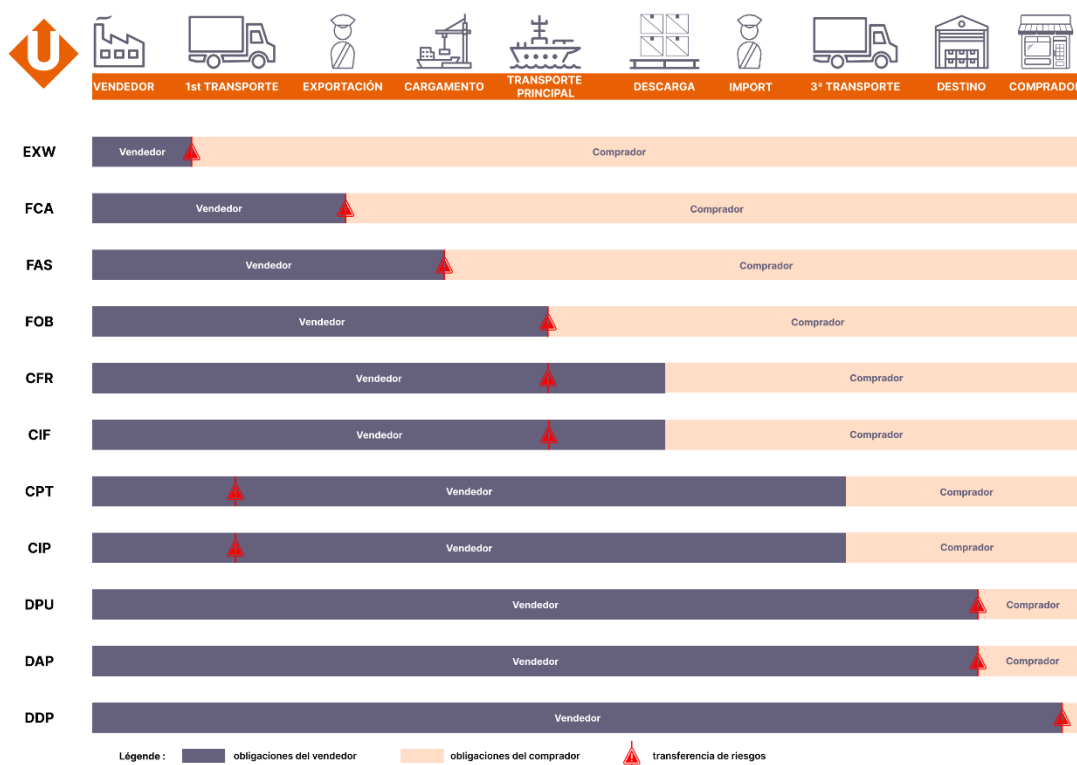 U
VENDEDOR 1st TRANSPORTE EXPORTACIÓN CARGAMENTO TRANSPORTE PRINCIPAL DESCARGA IMPORT 3ª TRANSPORTE DESTINO COMPRADOR
EXW Vendedor Comprador
FCA Vendedor Comprador
FAS Vendedor Comprador
FOB Vendedor Comprador
CFR Vendedor Comprador
CIF Vendedor Comprador
CPT Vendedor Comprador
CIP Vendedor Comprador
DPU Vendedor Comprador
DAP Vendedor Comprador
DDP Vendedor
Légende : obligaciones del vendedor obligaciones del comprador transferencia de riesgos